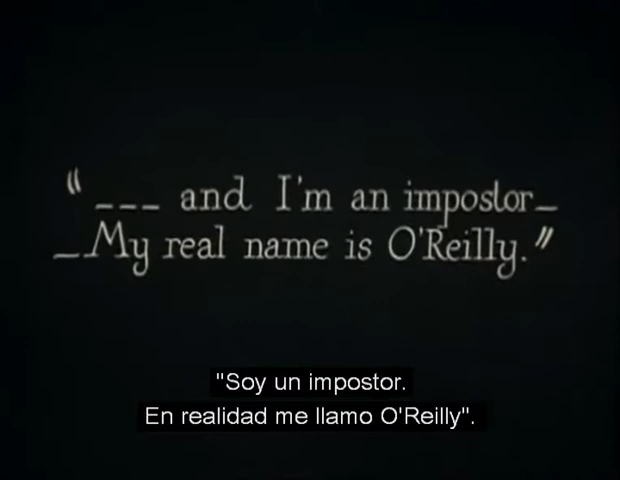 "--- and I'm an impostor—
—My real name is O'Reilly."
"Soy un impostor.
En realidad me llamo O'Reilly".